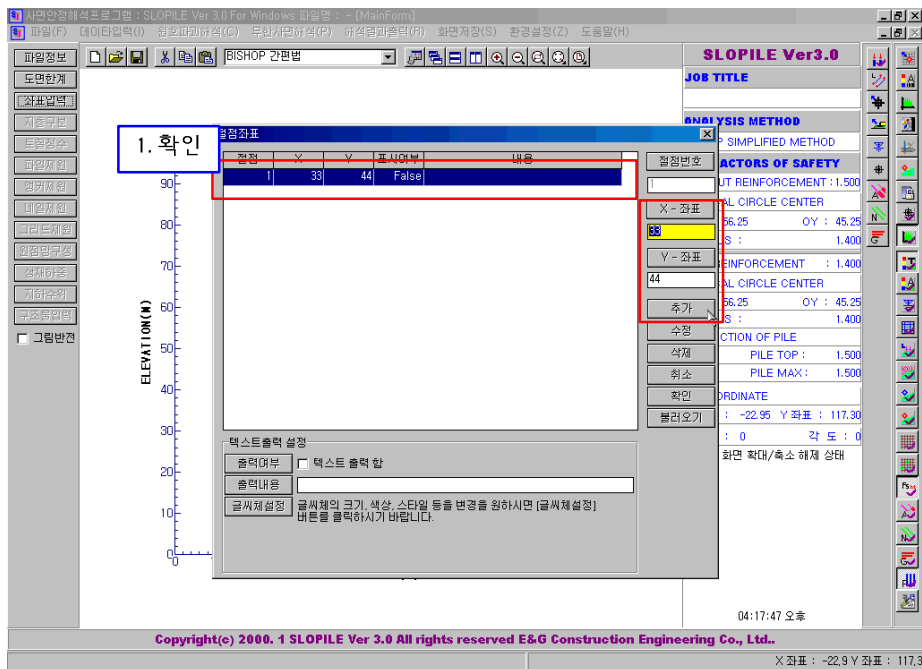 사면안정해석프로그램 : SLOPILE Ver 3.0 For Windows 파일명 : - [MainForm]
파일(F) 데이타입력(I) 원호파괴해석(C) 무한사면해석(P) 해석결과출력(R) 화면저장(S) 환경설정(Z) 도움말(H)
파일정보
BISHOP 간편법
SLOPILE Ver3.0
도면한계
JOB TITLE
좌표입력
지층구분
ANALYSIS METHOD
토질정수
1. 확인
절점좌표
P SIMPLIFIED METHOD
파일제원
절점 X Y 표시여부 내용
절점번호
ACTORS OF SAFETY
앵커제원
90
1 33 44 False
1
UT REINFORCEMENT : 1.500
네일제원
X - 좌표
AL CIRCLE CENTER
그리드제원
80
33
56.25 OY : 45.25
원점망구성
Y - 좌표
S : 1.400
상재하중
70
44
EINFORCEMENT : 1.400
지하수위
AL CIRCLE CENTER
구조물입력
60
추가
56.25 OY : 45.25
그림반전
수정
S : 1.400
ELEVATION(M)
50
삭제
CTION OF PILE
PILE TOP : 1.500
취소
PILE MAX : 1.500
40
확인
ORDINATE
불러오기
: -22.95 Y 좌표 : 117.30
30
텍스트출력 설정
: 0 각 도 : 0
출력여부
텍스트 출력 함
화면 확대/축소 해제 상태
20
출력내용
글씨체설정
글씨체의 크기, 색상, 스타일 등을 변경을 원하시면 [글씨체설정]
버튼를 클릭하시기 바랍니다.
10
0
0
04:17:47 오후
Copyright(c) 2000. 1 SLOPILE Ver 3.0 All rights reserved E&G Construction Engineering Co., Ltd..
X 좌표 : -22,9 Y 좌표 : 117,3